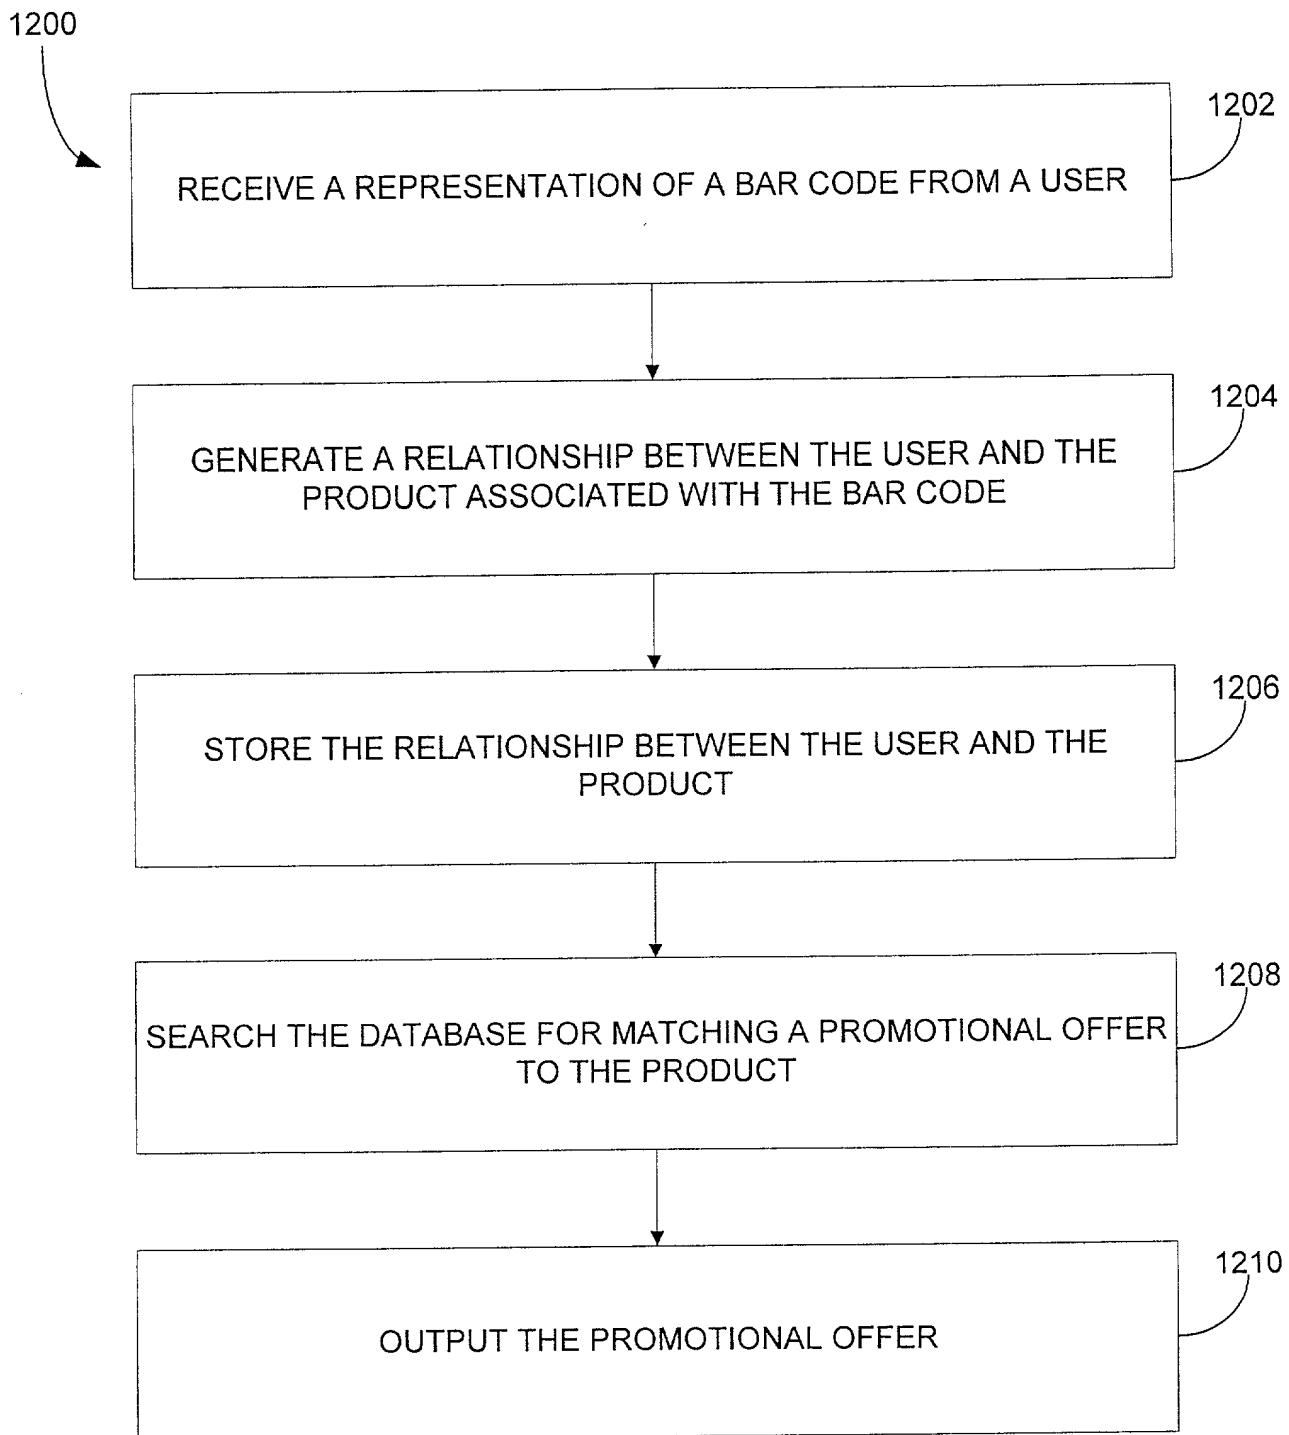 1200
1202
RECEIVE A REPRESENTATION OF A BAR CODE FROM A USER
1204
GENERATE A RELATIONSHIP BETWEEN THE USER AND THE
PRODUCT ASSOCIATED WITH THE BAR CODE
1206
STORE THE RELATIONSHIP BETWEEN THE USER AND THE
PRODUCT
1208
SEARCH THE DATABASE FOR MATCHING A PROMOTIONAL OFFER
TO THE PRODUCT
1210
OUTPUT THE PROMOTIONAL OFFER